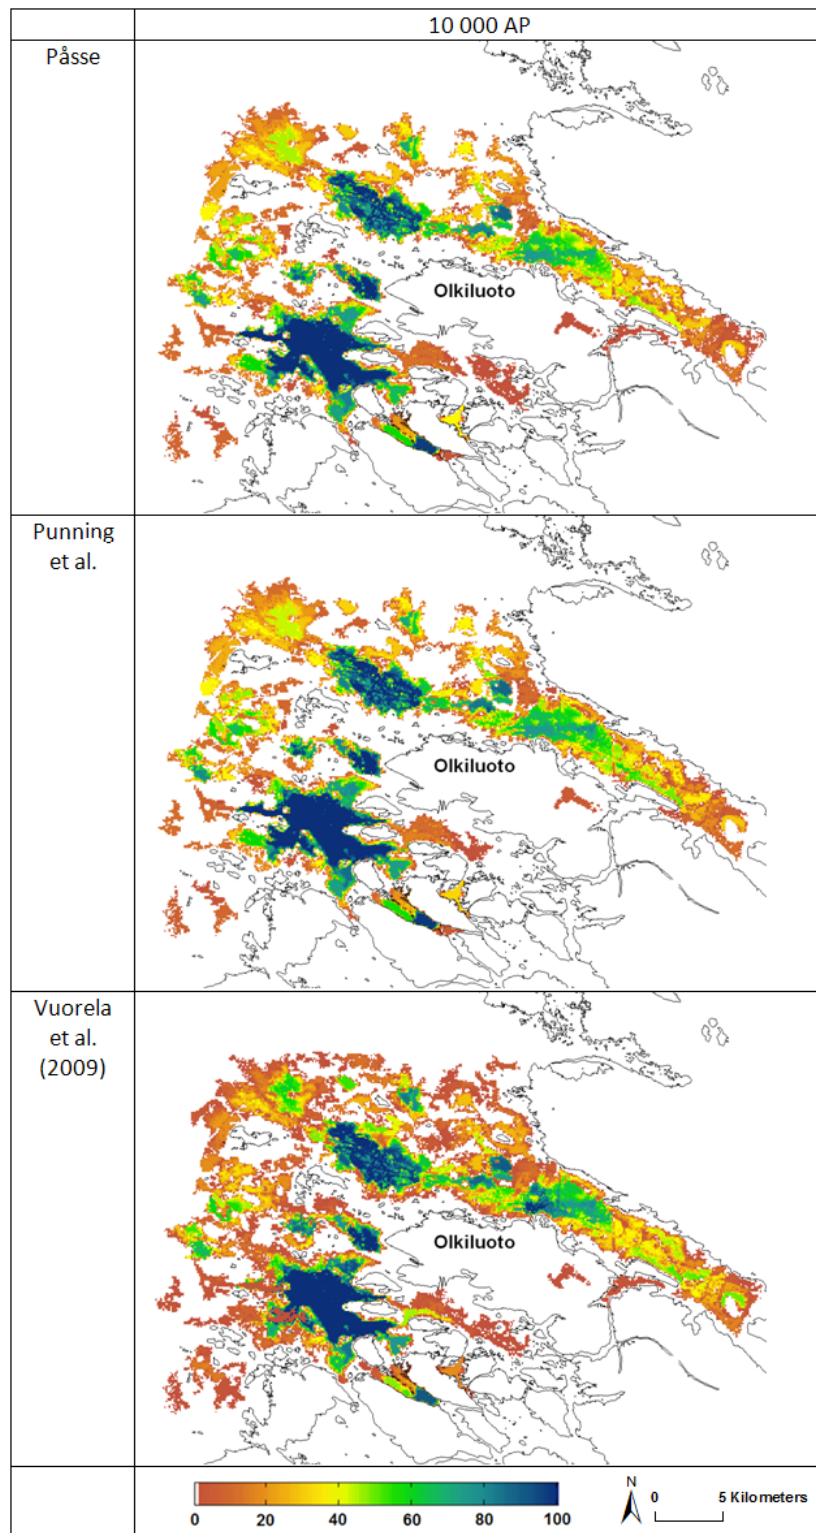 10 000 AP
Påsse
Olkiluoto
Punning
et al.
Olkiluoto
Vuorela
et al.
(2009)
Olkiluoto
0 20 40 60 80 100
N
0 5 Kilometers